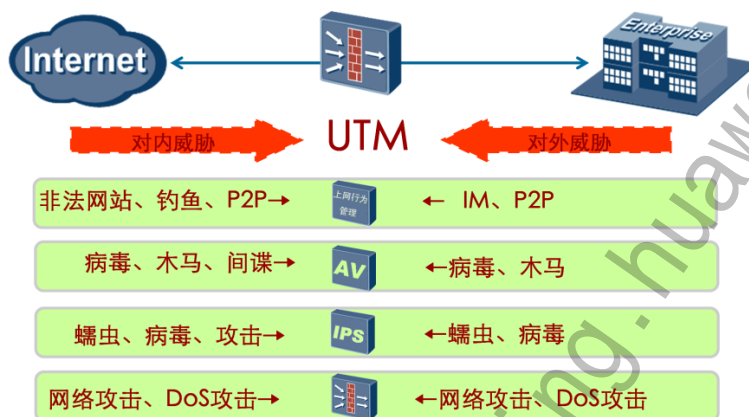 Internet
Enterprise
对内威胁
UTM
对外威胁
非法网站、钓鱼、P2P→
上网行为
管理
← IM、P2P
病毒、木马、间谍→
AV
←病毒、木马
蠕虫、病毒、攻击→
IPS
←蠕虫、病毒
网络攻击、DoS攻击→
←网络攻击、DoS攻击
ing.huawe